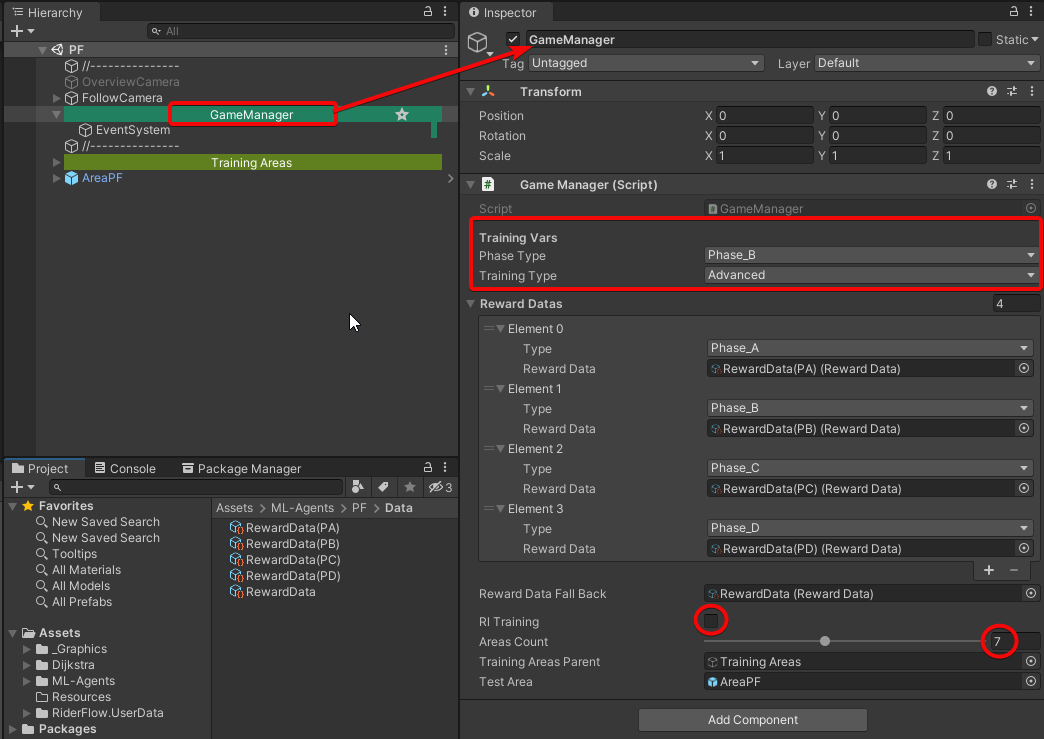 Hierarchy
All
PF
//---------------
OverviewCamera
FollowCamera
GameManager
EventSystem
//---------------
Training Areas
AreaPF
Project
Console
Package Manager
3
Favorites
New Saved Search
New Saved Search
Tooltips
All Materials
All Models
All Prefabs
Assets
_Graphics
Dijkstra
ML-Agents
Resources
RiderFlow.UserData
Packages
Assets > ML-Agents > PF > Data
RewardData(PA)
RewardData(PB)
RewardData(PC)
RewardData(PD)
RewardData
Inspector
GameManager Static
Tag Untagged Layer Default
Transform
Position X 0 Y 0 Z 0
Rotation X 0 Y 0 Z 0
Scale X 1 Y 1 Z 1
# Game Manager (Script)
Script # GameManager
Training Vars
Phase Type Phase_B
Training Type Advanced
Reward Datas 4
Element 0
Type Phase_A
Reward Data RewardData(PA) (Reward Data)
Element 1
Type Phase_B
Reward Data RewardData(PB) (Reward Data)
Element 2
Type Phase_C
Reward Data RewardData(PC) (Reward Data)
Element 3
Type Phase_D
Reward Data RewardData(PD) (Reward Data)
+ −
Reward Data Fall Back RewardData (Reward Data)
RI Training
Areas Count 7
Training Areas Parent Training Areas
Test Area AreaPF
Add Component